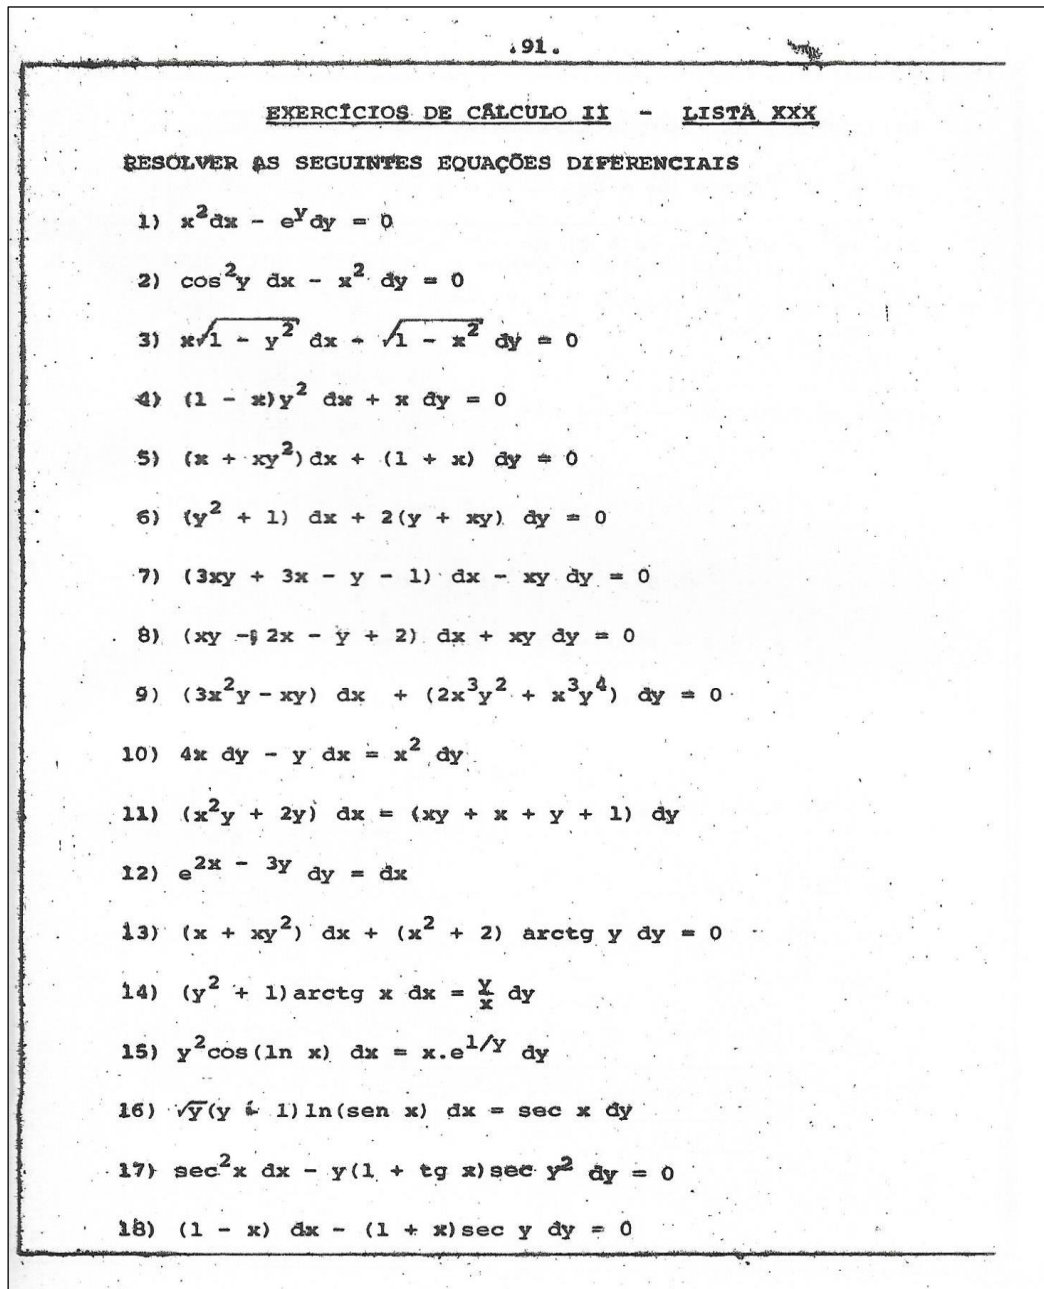 .91.
EXERCÍCIOS DE CÁLCULO II - LISTA XXX
RESOLVER AS SEGUINTES EQUAÇÕES DIFERENCIAIS
1) x²dx - e^y dy = 0
2) cos²y dx - x² dy = 0
3) x√(1 - y²) dx - √(1 - x²) dy = 0
4) (1 - x)y² dx + x dy = 0
5) (x + xy²)dx + (1 + x) dy = 0
6) (y² + 1) dx + 2(y + xy) dy = 0
7) (3xy + 3x - y - 1) dx - xy dy = 0
8) (xy - 2x - y + 2) dx + xy dy = 0
9) (3x²y - xy) dx + (2x³y² + x³y⁴) dy = 0
10) 4x dy - y dx = x² dy
11) (x²y + 2y) dx = (xy + x + y + 1) dy
12) e^(2x - 3y) dy = dx
13) (x + xy²) dx + (x² + 2) arctg y dy = 0
14) (y² + 1)arctg x dx = y/x dy
15) y²cos(ln x) dx = x.e^(1/y) dy
16) √y(y 1)ln(sen x) dx = sec x dy
17) sec²x dx - y(1 + tg x)sec y² dy = 0
18) (1 - x) dx - (1 + x)sec y dy = 0